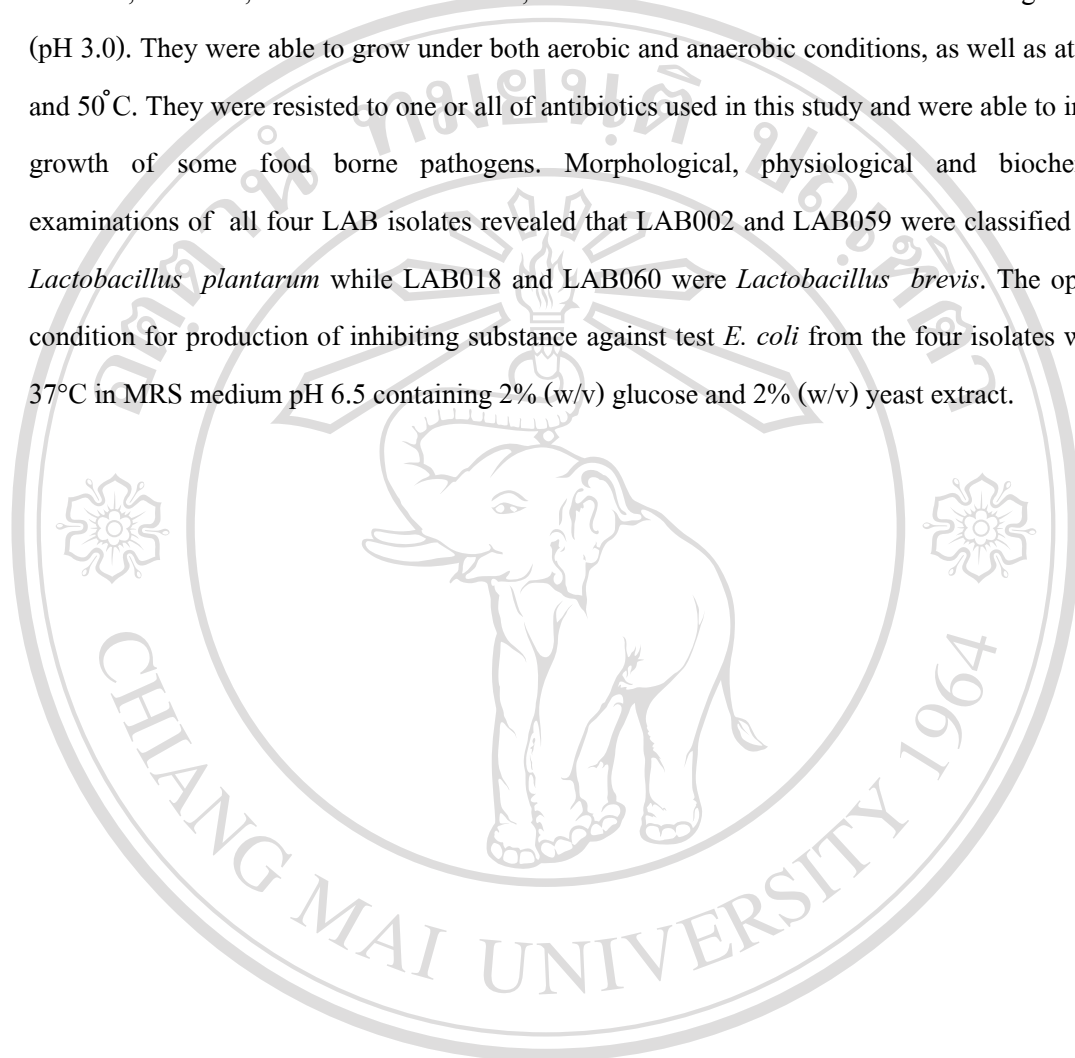 (pH 3.0). They were able to grow under both aerobic and anaerobic conditions, as well as at
and 50°C. They were resisted to one or all of antibiotics used in this study and were able to
growth of some food borne pathogens. Morphological, physiological and
examinations of all four LAB isolates revealed that LAB002 and LAB059 were classified
Lactobacillus plantarum while LAB018 and LAB060 were Lactobacillus brevis. The
condition for production of inhibiting substance against test E. coli from the four isolates
37°C in MRS medium pH 6.5 containing 2% (w/v) glucose and 2% (w/v) yeast extract.
CHIANG MAI UNIVERSITY 1964